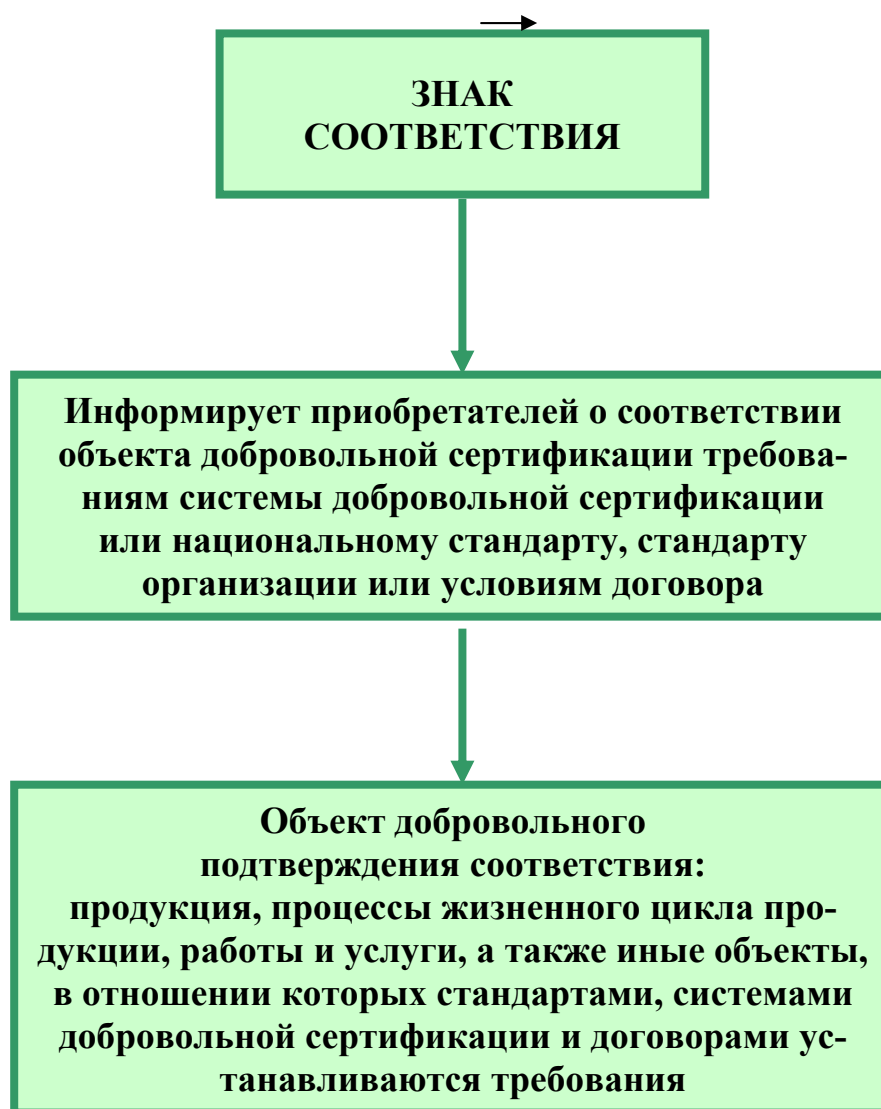 ЗНАК
СООТВЕТСТВИЯ
Информирует приобретателей о соответствии
объекта добровольной сертификации требова-
ниям системы добровольной сертификации
или национальному стандарту, стандарту
организации или условиям договора
Объект добровольного
подтверждения соответствия:
продукция, процессы жизненного цикла про-
дукции, работы и услуги, а также иные объекты,
в отношении которых стандартами, системами
добровольной сертификации и договорами ус-
танавливаются требования